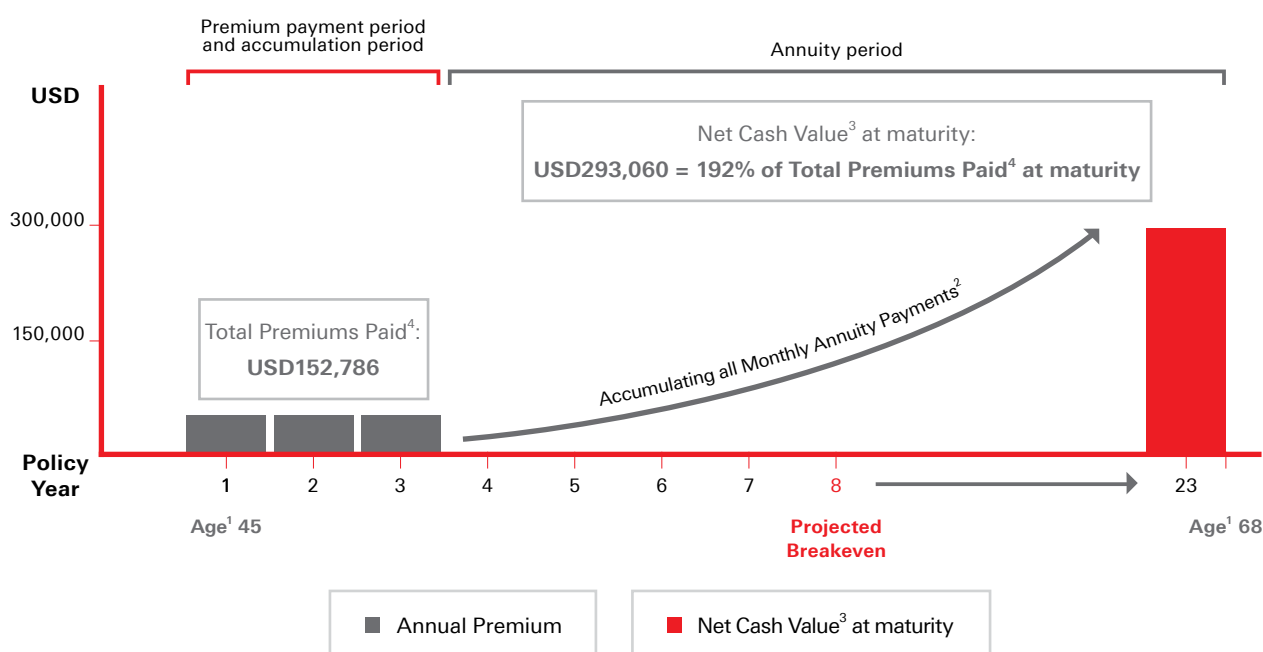 Premium payment period
and accumulation period
Annuity period
USD
Net Cash Value³ at maturity:
USD293,060 = 192% of Total Premiums Paid⁴ at maturity
300,000
Total Premiums Paid⁴:
USD152,786
150,000
Accumulating all Monthly Annuity Payments²
Policy
Year
1 2 3 4 5 6 7 8 23
Age¹ 45
Projected
Breakeven
Age¹ 68
Annual Premium
Net Cash Value³ at maturity